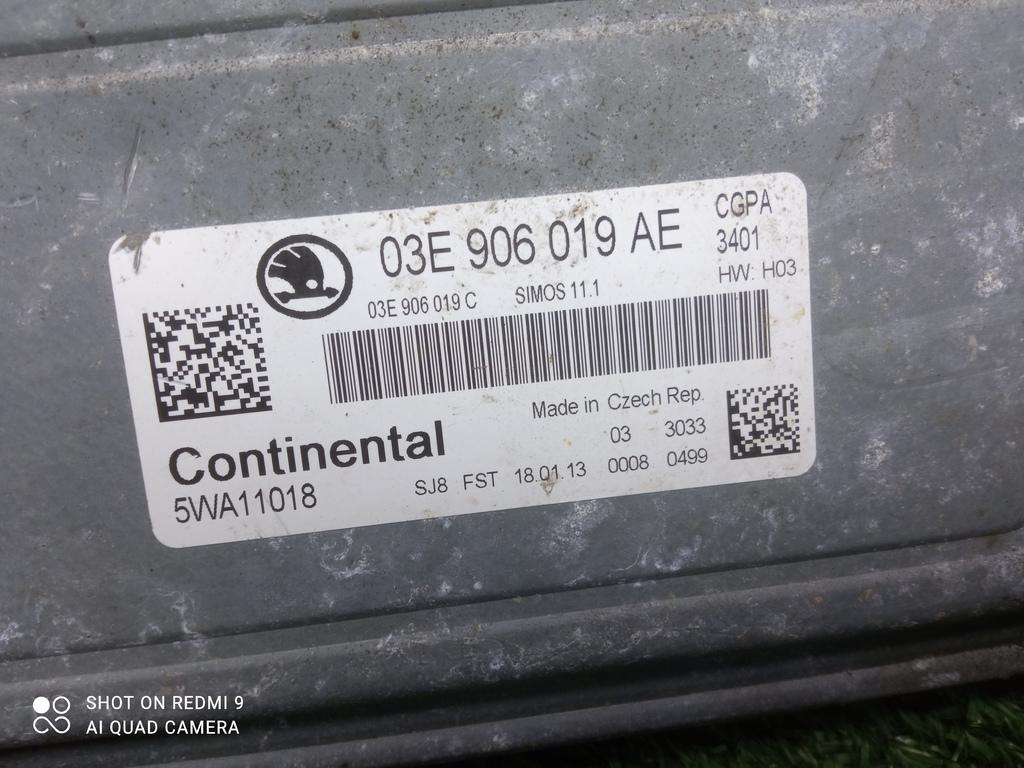 03E 906 019 AE
CGPA
3401
HW: H03
03E 906 019 C SIMOS 11.1
Made in Czech Rep.
03 3033
Continental
5WA11018
SJ8 FST 18.01.13 0008 0499
SHOT ON REDMI 9
AI QUAD CAMERA